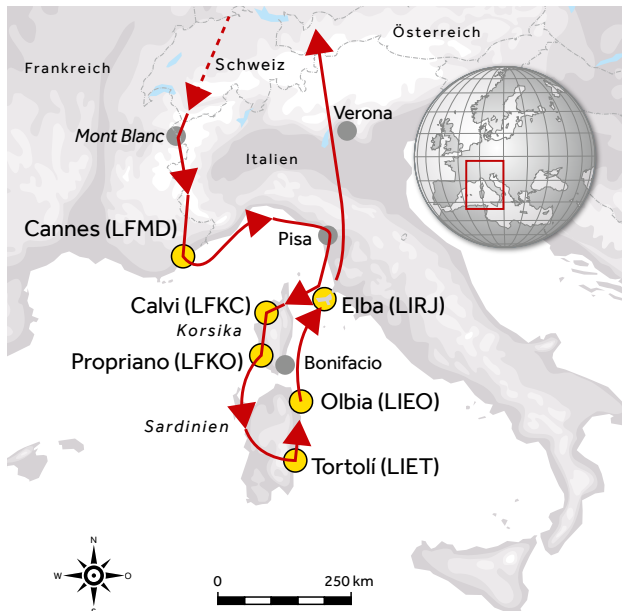 Österreich
Frankreich
Schweiz
Verona
Mont Blanc
Italien
Cannes (LFMD)
Pisa
Calvi (LFKC)
Elba (LIRJ)
Korsika
Propriano (LFKO)
Bonifacio
Olbia (LIEO)
Sardinien
Tortolí (LIET)
N
W
O
S
0
250 km